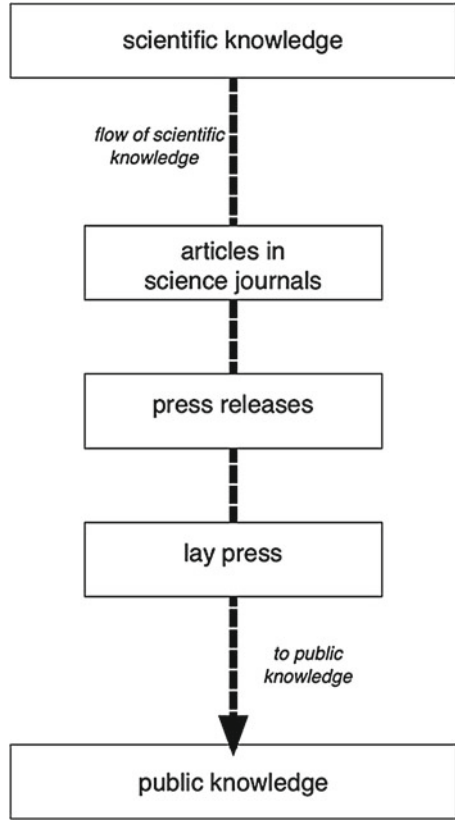 scientific knowledge
flow of scientific
knowledge
articles in
science journals
press releases
lay press
to public
knowledge
public knowledge